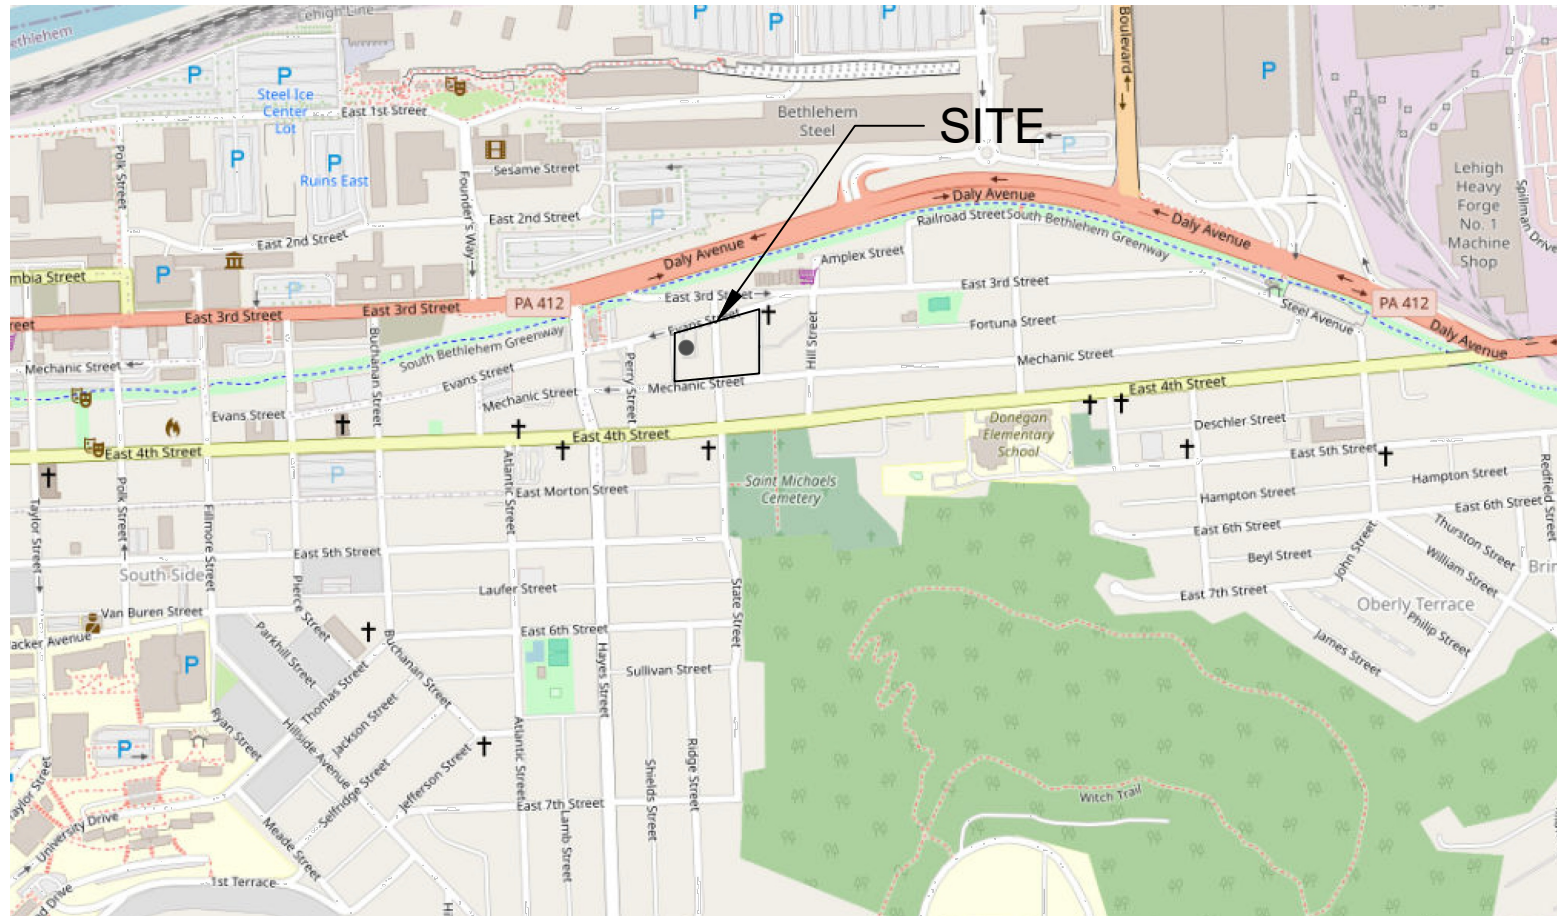 Lehigh Line
Boulevard
P
P
P
P
P
P
Steel Ice
Center
Lot
East 1st Street
Bethlehem
Steel
SITE
P
P
P
Ruins East
Polk Street
Sesame Street
Founder's Way
Lehigh
Heavy
Forge
No. 1
Machine
Shop
Spillman Drive
Daly Avenue
East 2nd Street
P
Railroad Street
South Bethlehem Greenway
Daly Avenue
East 2nd Street
Daly Avenue
Amplex Street
P
P
East 3rd Street
East 3rd Street
PA 412
East 3rd Street
East 3rd Street
PA 412
Evans Street
Fortuna Street
Steel Avenue
Daly Avenue
Hill Street
Buchanan Street
South Bethlehem Greenway
Perry Street
Mechanic Street
Mechanic Street
Evans Street
Mechanic Street
Mechanic Street
East 4th Street
Evans Street
East 4th Street
Donegan
Elementary
School
Deschler Street
East 4th Street
East 5th Street
P
Saint Michaels
Cemetery
Hampton Street
Redfield Street
Taylor Street
Polk Street
Fillmore Street
Atlantic Street
East Morton Street
Hampton Street
East 6th Street
East 6th Street
Thurston Street
John Street
East 5th Street
Beyl Street
William Street
South Side
Pierce Street
Laufer Street
State Street
East 7th Street
Oberly Terrace
Philip Street
James Street
Van Buren Street
Parkhill Street
Buchanan Street
East 6th Street
Hayes Street
Sullivan Street
P
Thomas Street
Ryan Street
Jackson Street
Hillside Avenue
Atlantic Street
Ridge Street
P
Jefferson Street
Selfridge Street
Shields Street
Taylor Street
Witch Trail
East 7th Street
Lamb Street
University Drive
Meade Street
1st Terrace